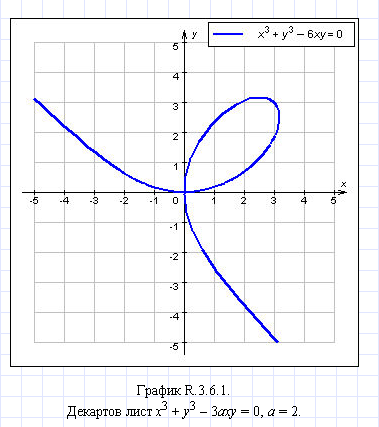 x³ + y³ – 6xy = 0
y
5
4
3
2
1
x
-5 -4 -3 -2 -1 0 1 2 3 4 5
-1
-2
-3
-4
-5
График R.3.6.1.
Декартов лист x³ + y³ – 3axy = 0, a = 2.